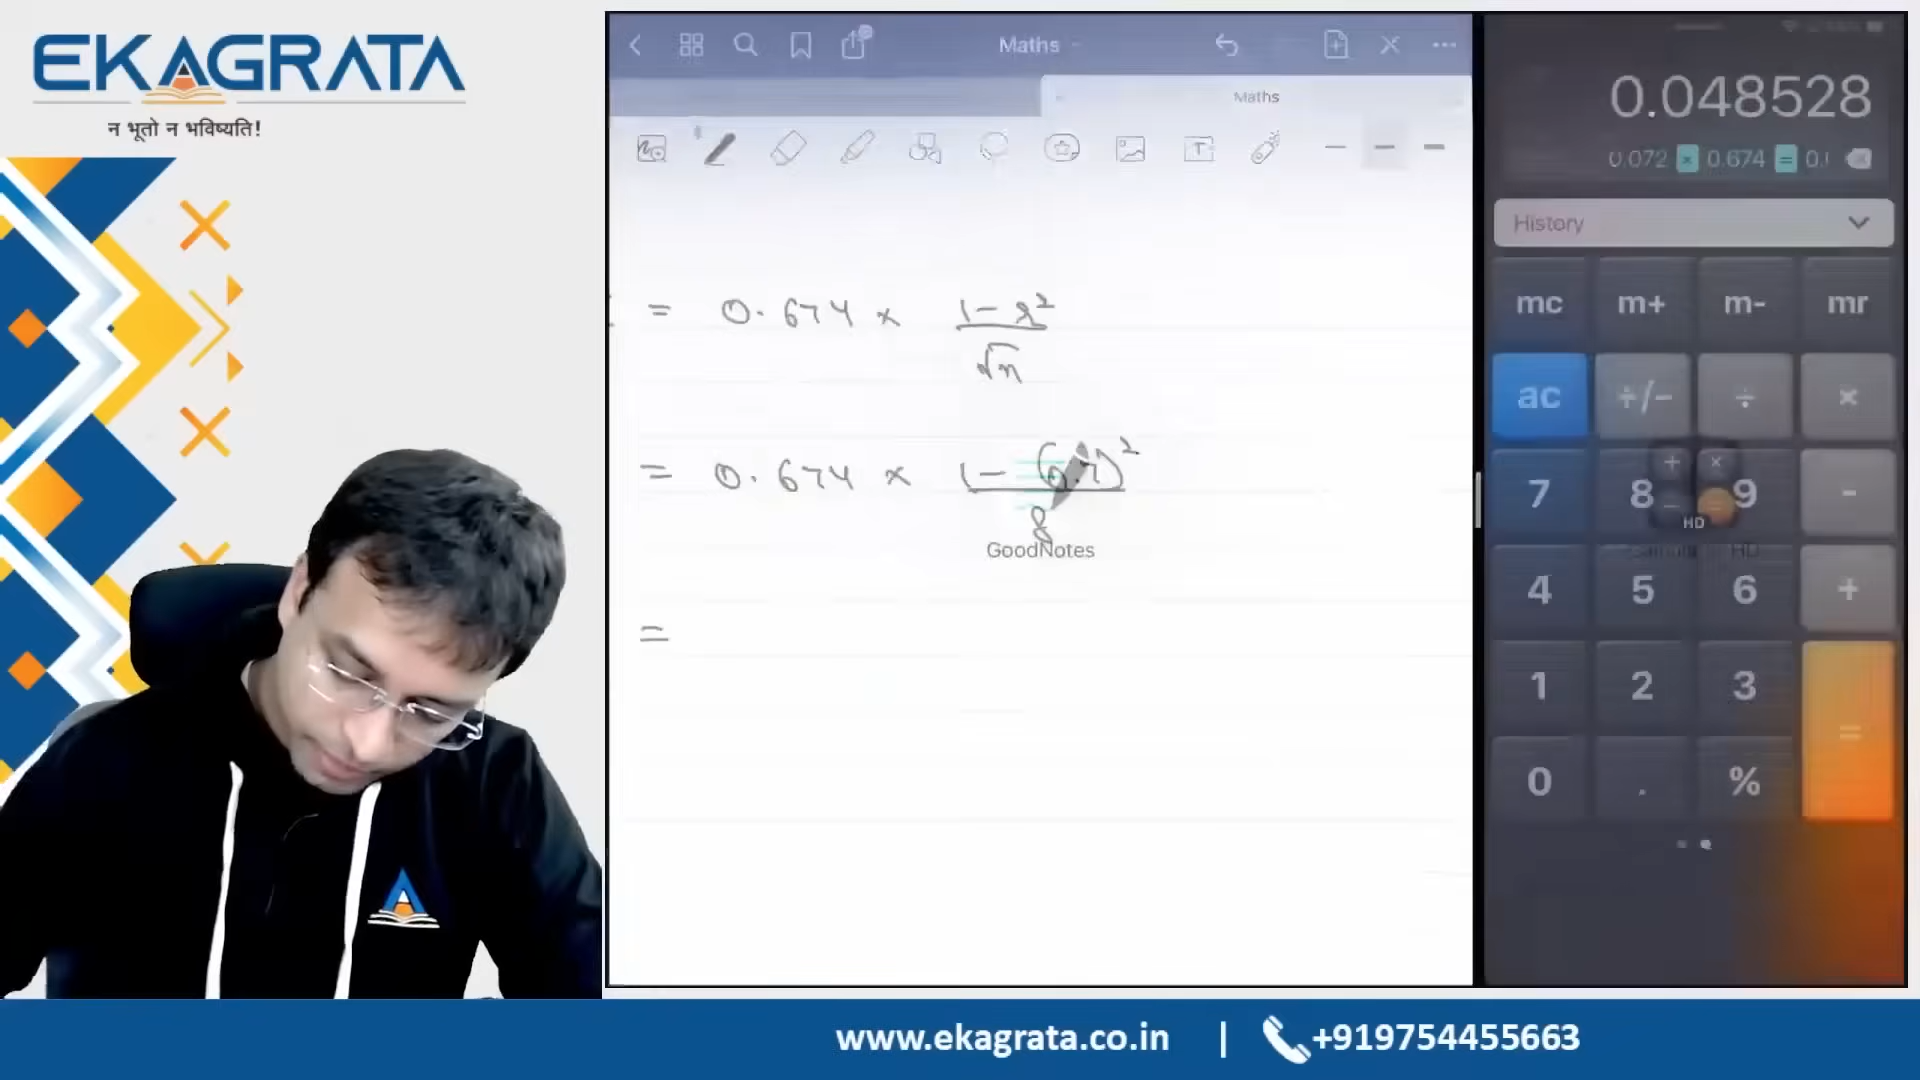 EKAGRATA
न भूतो न भविष्यति!
Maths
Maths
T
= 0.674 × 1-r²
√n
= 0.674 × 1-( )²
8
GoodNotes
=
0.048528
0.072 × 0.674 = 0.
History
mc m+ m- mr
ac +/- ÷ ×
7 8 9 -
HD
4 5 6 +
1 2 3 =
0 . %
www.ekagrata.co.in | +919754455663